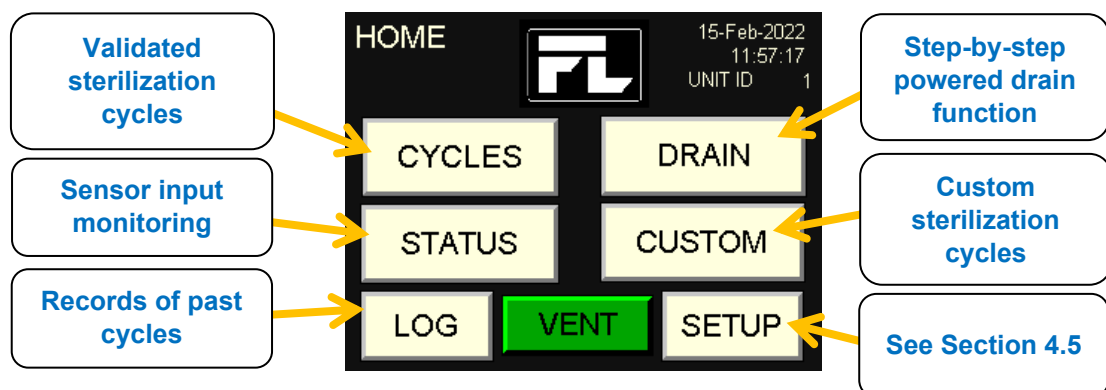 Validated
sterilization
cycles
Sensor input
monitoring
Records of past
cycles
HOME
FL
15-Feb-2022
11:57:17
UNIT ID 1
CYCLES
DRAIN
STATUS
CUSTOM
LOG
VENT
SETUP
Step-by-step
powered drain
function
Custom
sterilization
cycles
See Section 4.5